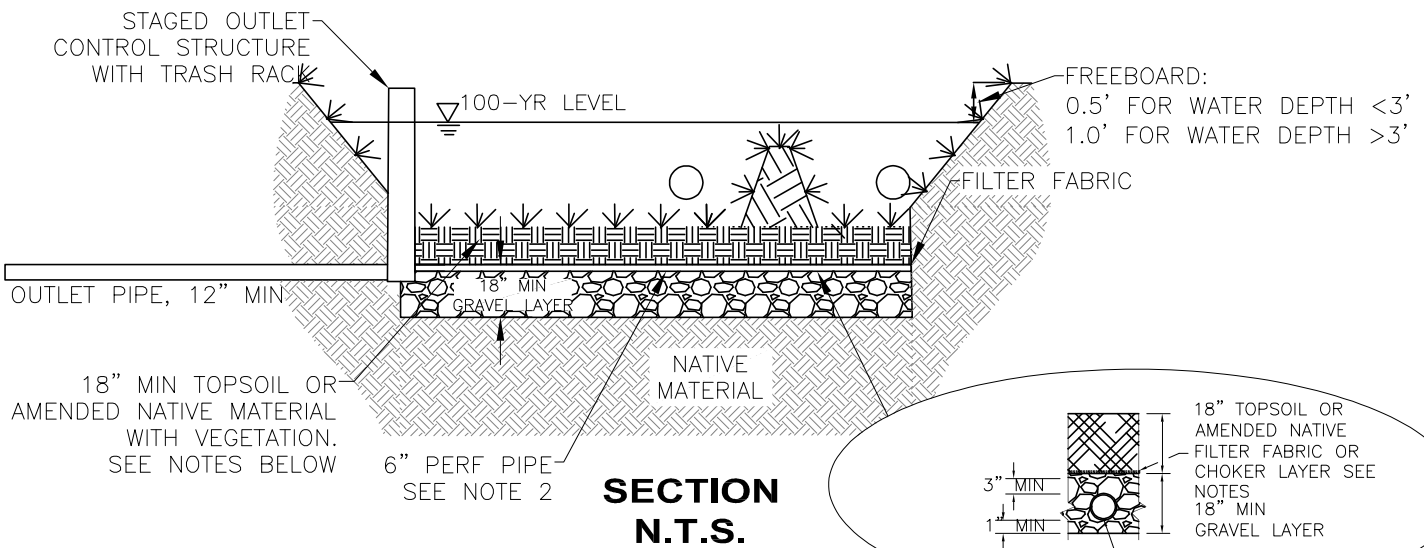 STAGED OUTLET
CONTROL STRUCTURE
WITH TRASH RACK
100-YR LEVEL
FREEBOARD:
0.5' FOR WATER DEPTH <3'
1.0' FOR WATER DEPTH >3'
FILTER FABRIC
OUTLET PIPE, 12" MIN
18" MIN
GRAVEL LAYER
NATIVE
MATERIAL
18" MIN TOPSOIL OR
AMENDED NATIVE MATERIAL
WITH VEGETATION.
SEE NOTES BELOW
6" PERF PIPE
SEE NOTE 2
SECTION
N.T.S.
18" TOPSOIL OR
AMENDED NATIVE
FILTER FABRIC OR
CHOKER LAYER SEE
NOTES
18" MIN
GRAVEL LAYER
3" MIN
1" MIN